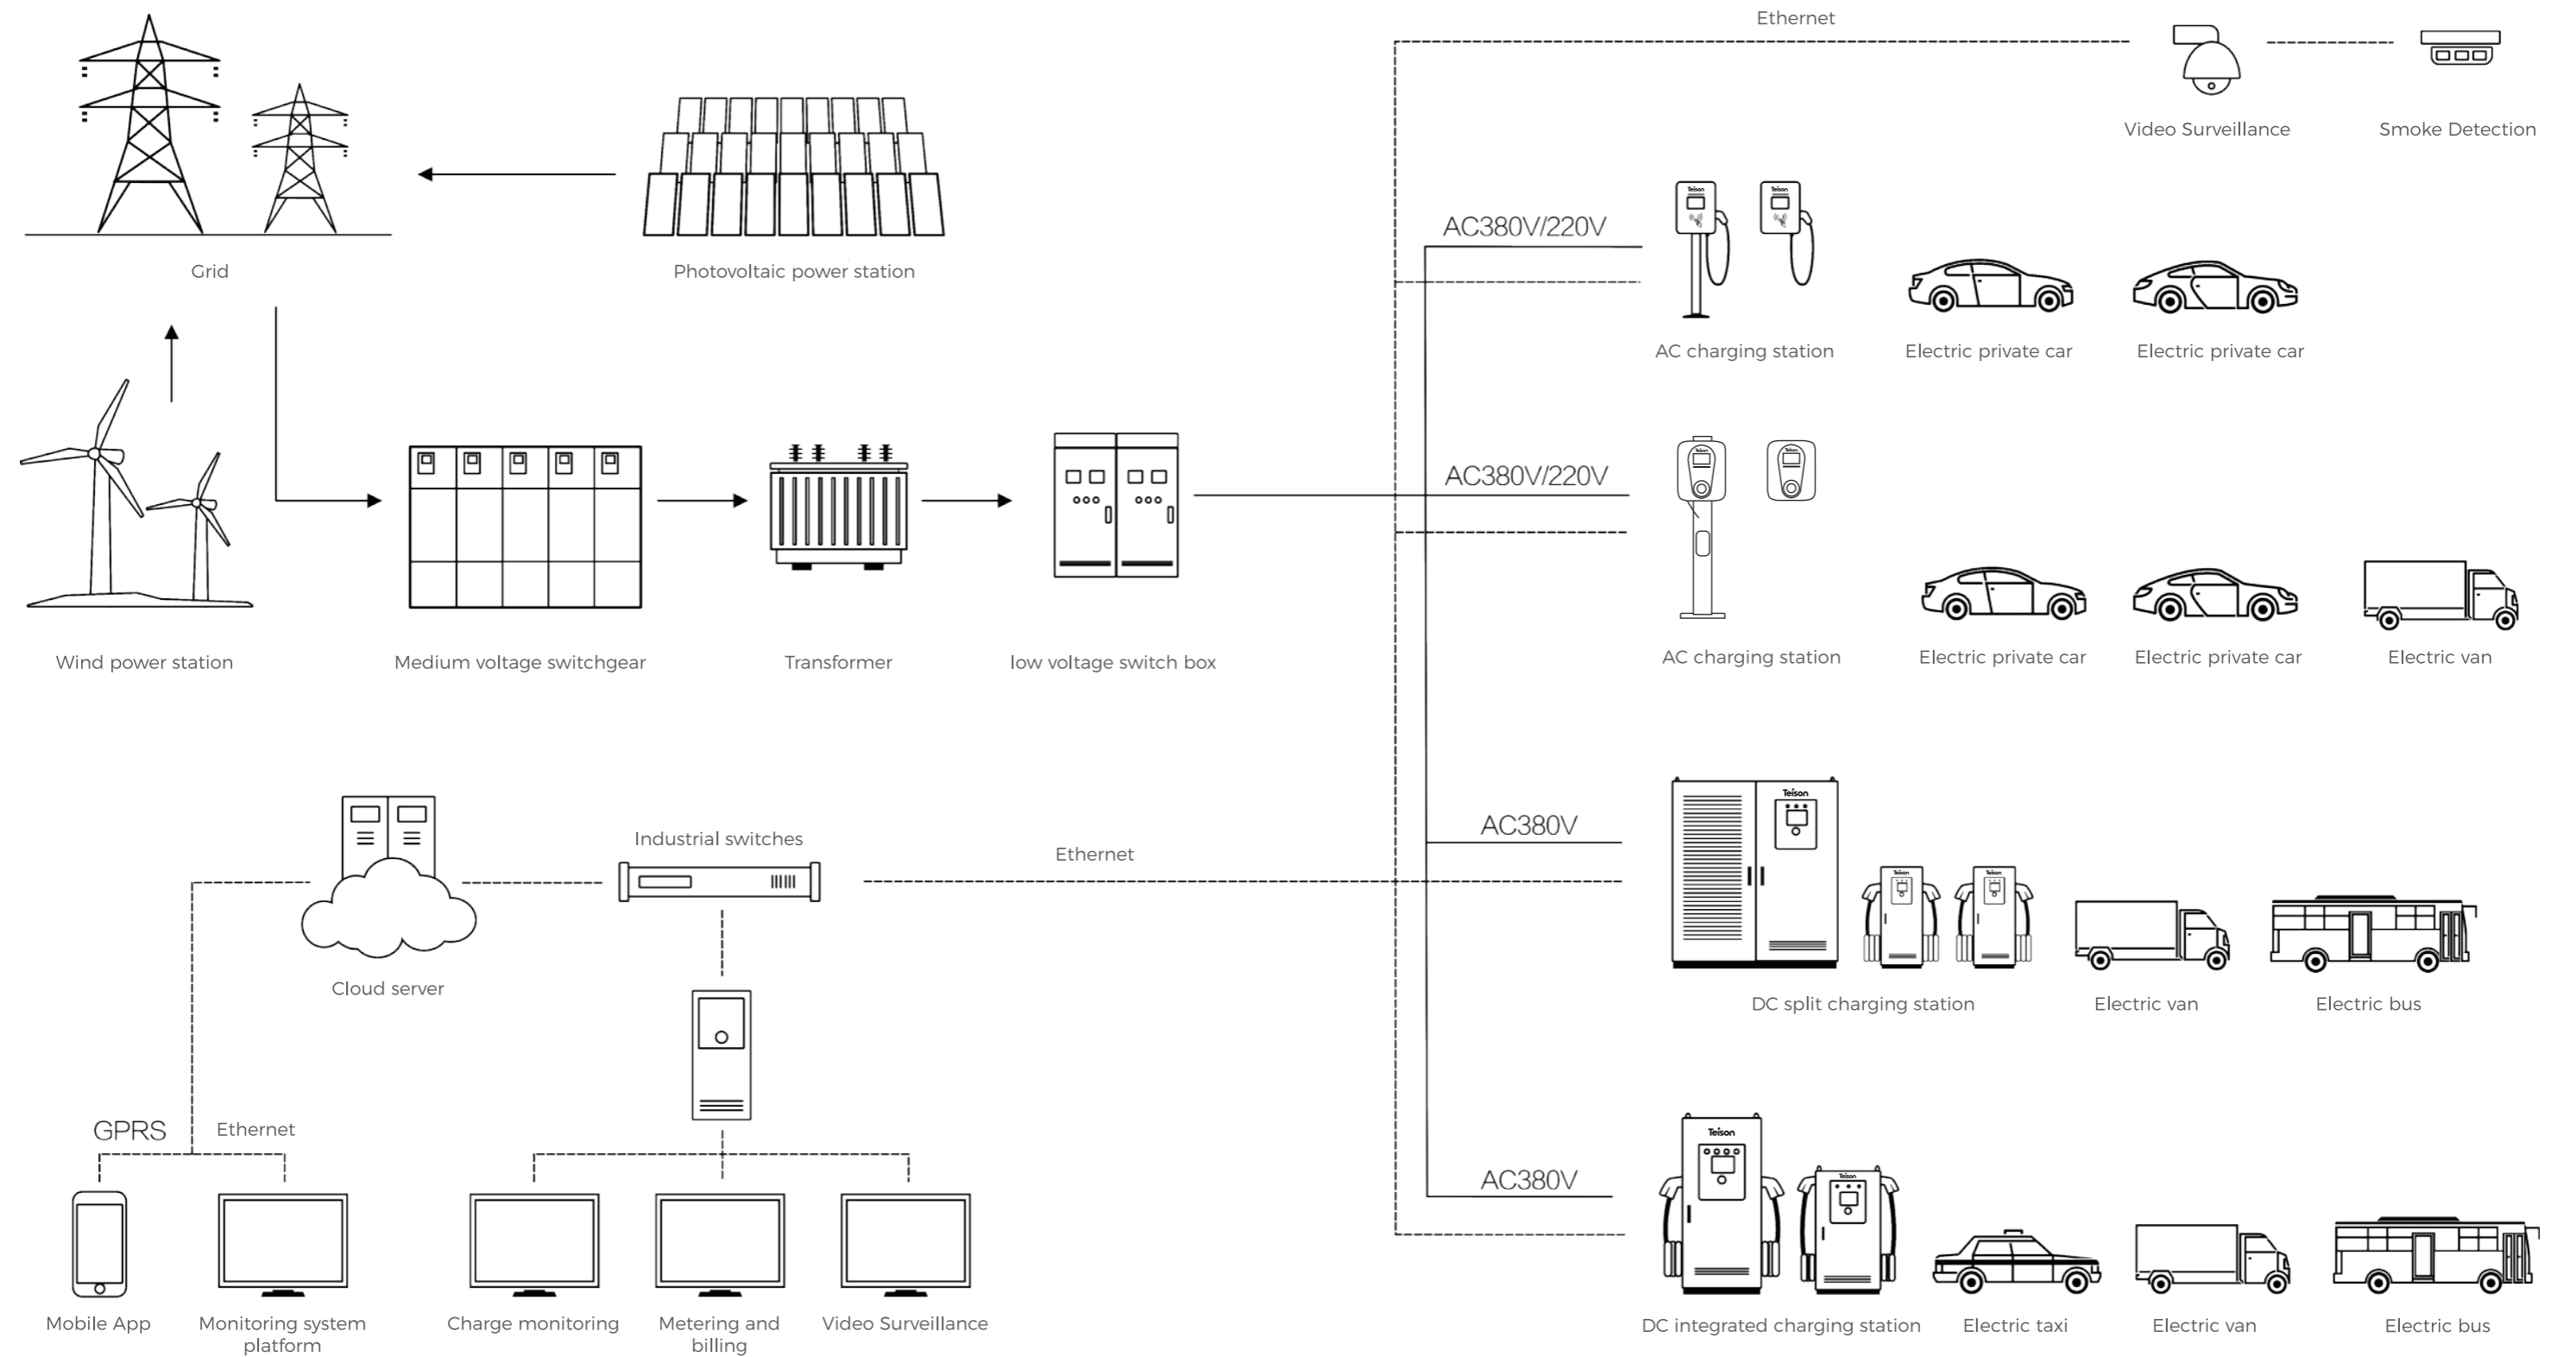 Ethernet
Video Surveillance
Smoke Detection
Teison
Teison
AC380V/220V
Grid
Photovoltaic power station
AC charging station
Electric private car
Electric private car
Teison
Teison
AC380V/220V
Wind power station
Medium voltage switchgear
Transformer
low voltage switch box
AC charging station
Electric private car
Electric private car
Electric van
Teison
AC380V
Industrial switches
Ethernet
Teison
Teison
Cloud server
DC split charging station
Electric van
Electric bus
GPRS
Ethernet
Teison
Teison
AC380V
Mobile App
Monitoring system
platform
Charge monitoring
Metering and
billing
Video Surveillance
DC integrated charging station
Electric taxi
Electric van
Electric bus